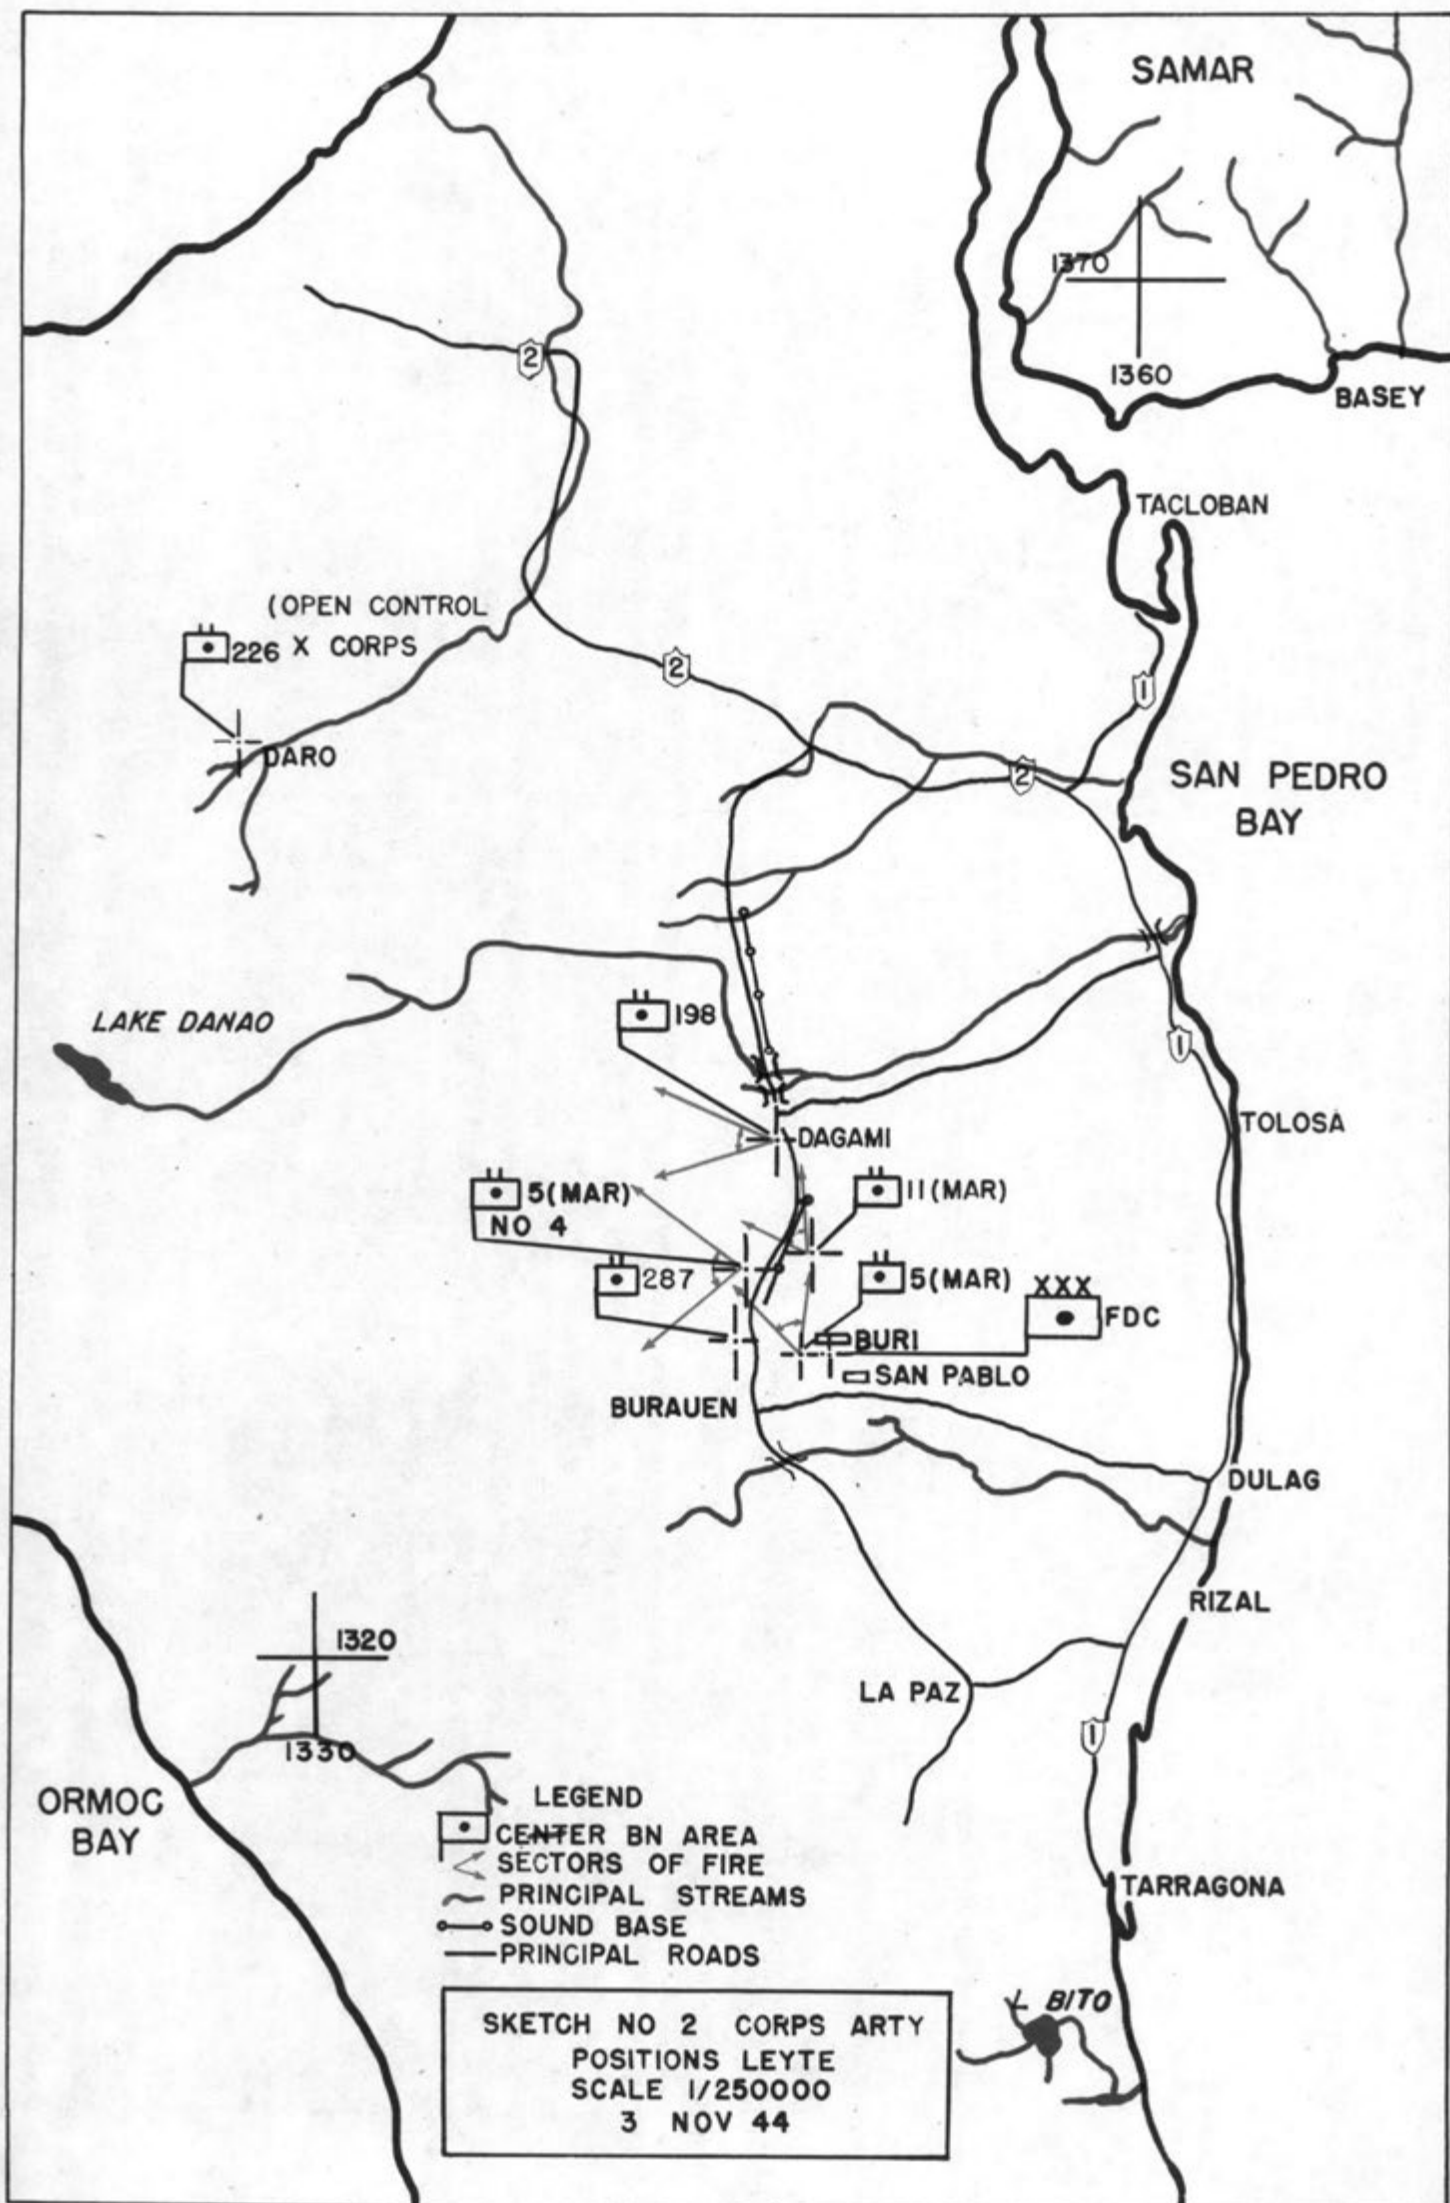 SAMAR
1370
1360
BASEY
2
TACLOBAN
(OPEN CONTROL
226 X CORPS
2
1
DARO
2
SAN PEDRO
BAY
LAKE DANAO
198
1
TOLOSA
DAGAMI
5(MAR)
NO 4
11(MAR)
287
5(MAR)
XXX
FDC
BURI
SAN PABLO
BURAUEN
DULAG
RIZAL
1320
LA PAZ
1330
1
ORMOC
BAY
LEGEND
CENTER BN AREA
SECTORS OF FIRE
PRINCIPAL STREAMS
SOUND BASE
PRINCIPAL ROADS
TARRAGONA
L BITO
SKETCH NO 2 CORPS ARTY
POSITIONS LEYTE
SCALE 1/250000
3 NOV 44